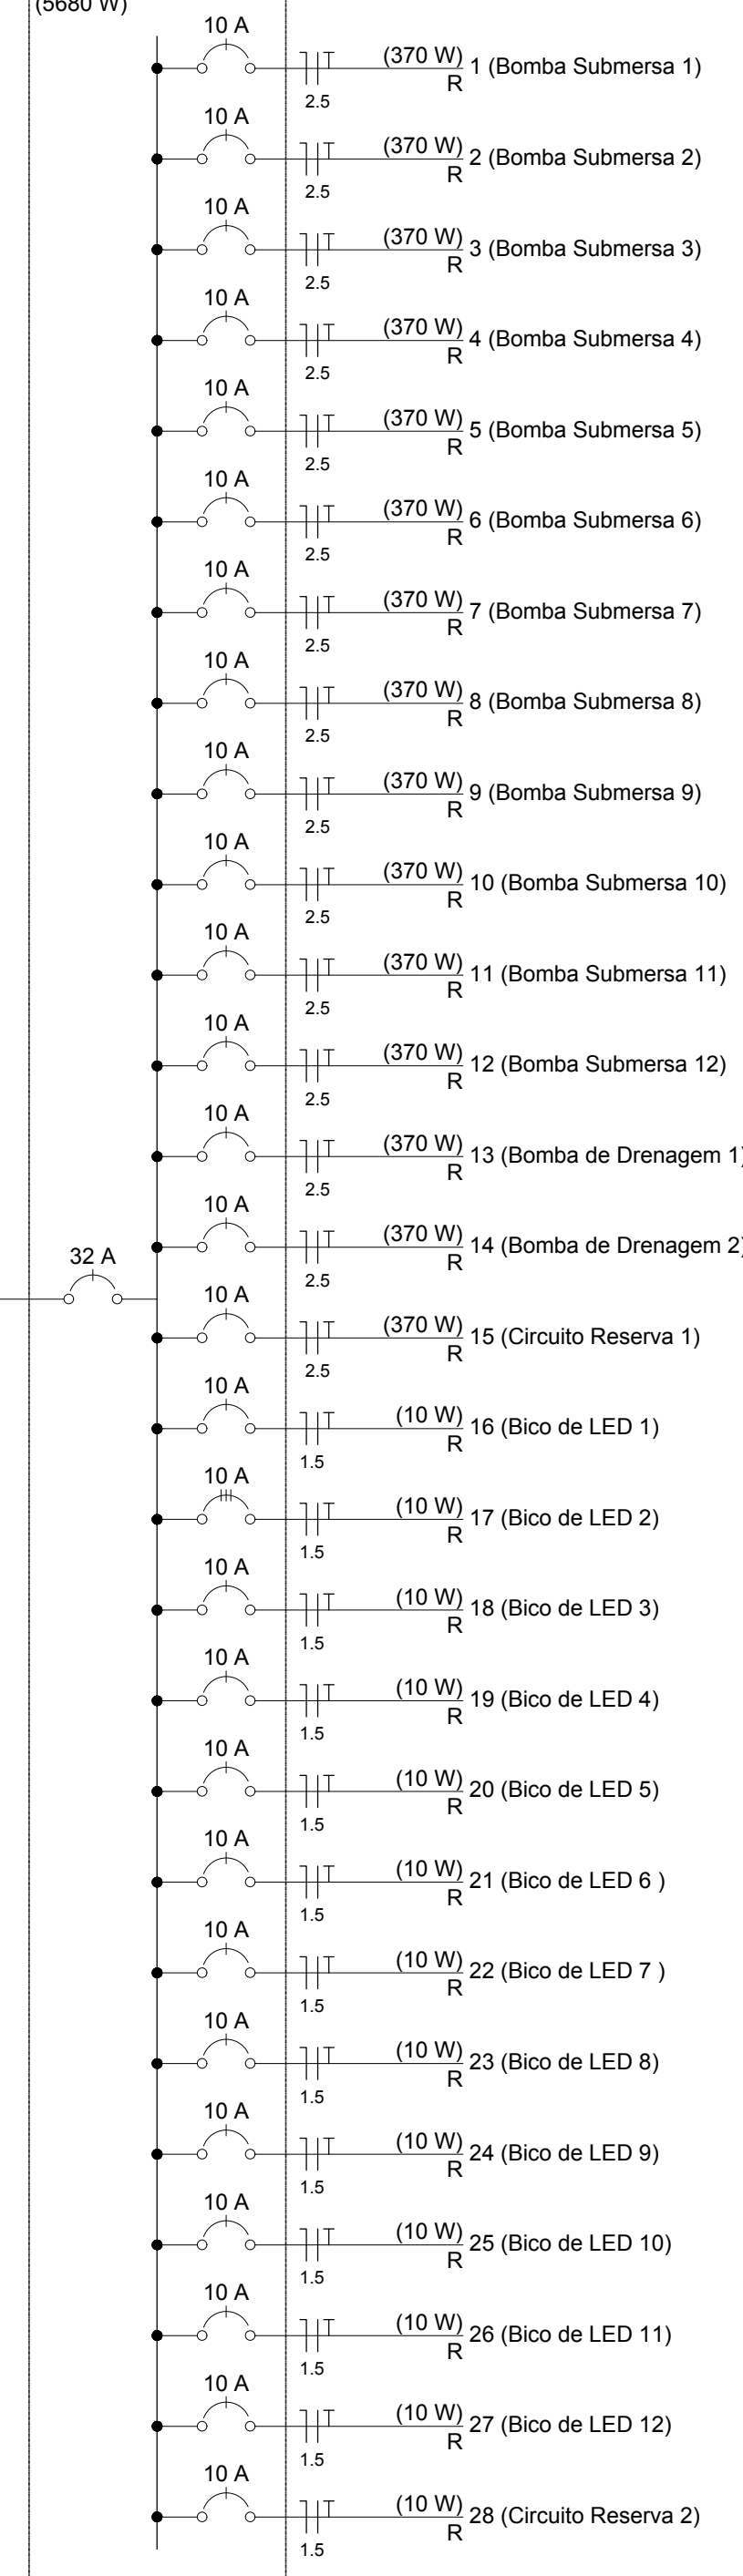 (5680 W)
10 A
(370 W) 1 (Bomba Submersa 1)
R
2.5
10 A
(370 W) 2 (Bomba Submersa 2)
R
2.5
10 A
(370 W) 3 (Bomba Submersa 3)
R
2.5
10 A
(370 W) 4 (Bomba Submersa 4)
R
2.5
10 A
(370 W) 5 (Bomba Submersa 5)
R
2.5
10 A
(370 W) 6 (Bomba Submersa 6)
R
2.5
10 A
(370 W) 7 (Bomba Submersa 7)
R
2.5
10 A
(370 W) 8 (Bomba Submersa 8)
R
2.5
10 A
(370 W) 9 (Bomba Submersa 9)
R
2.5
10 A
(370 W) 10 (Bomba Submersa 10)
R
2.5
10 A
(370 W) 11 (Bomba Submersa 11)
R
2.5
10 A
(370 W) 12 (Bomba Submersa 12)
R
2.5
10 A
(370 W) 13 (Bomba de Drenagem 1)
R
2.5
10 A
(370 W) 14 (Bomba de Drenagem 2)
R
2.5
32 A
10 A
(370 W) 15 (Circuito Reserva 1)
R
2.5
10 A
(10 W) 16 (Bico de LED 1)
R
1.5
10 A
(10 W) 17 (Bico de LED 2)
R
1.5
10 A
(10 W) 18 (Bico de LED 3)
R
1.5
10 A
(10 W) 19 (Bico de LED 4)
R
1.5
10 A
(10 W) 20 (Bico de LED 5)
R
1.5
10 A
(10 W) 21 (Bico de LED 6 )
R
1.5
10 A
(10 W) 22 (Bico de LED 7 )
R
1.5
10 A
(10 W) 23 (Bico de LED 8)
R
1.5
10 A
(10 W) 24 (Bico de LED 9)
R
1.5
10 A
(10 W) 25 (Bico de LED 10)
R
1.5
10 A
(10 W) 26 (Bico de LED 11)
R
1.5
10 A
(10 W) 27 (Bico de LED 12)
R
1.5
10 A
(10 W) 28 (Circuito Reserva 2)
R
1.5